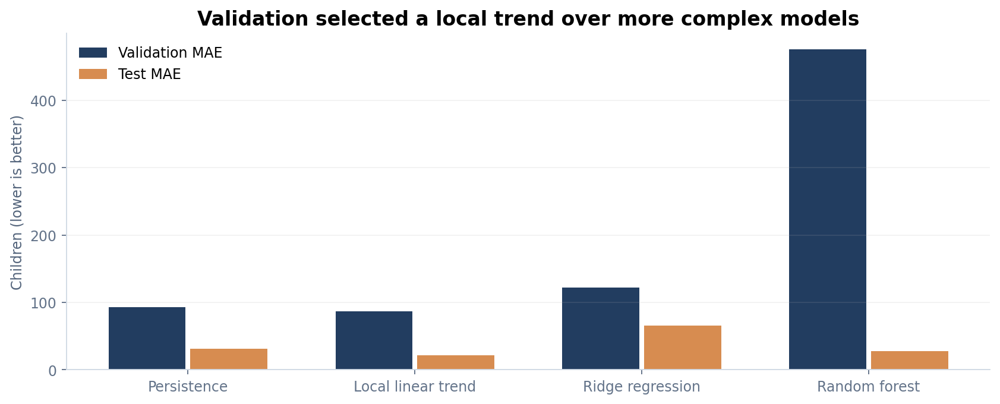 Validation selected a local trend over more complex models
Validation MAE
Test MAE
Children (lower is better)
400
300
200
100
0
Persistence
Local linear trend
Ridge regression
Random forest